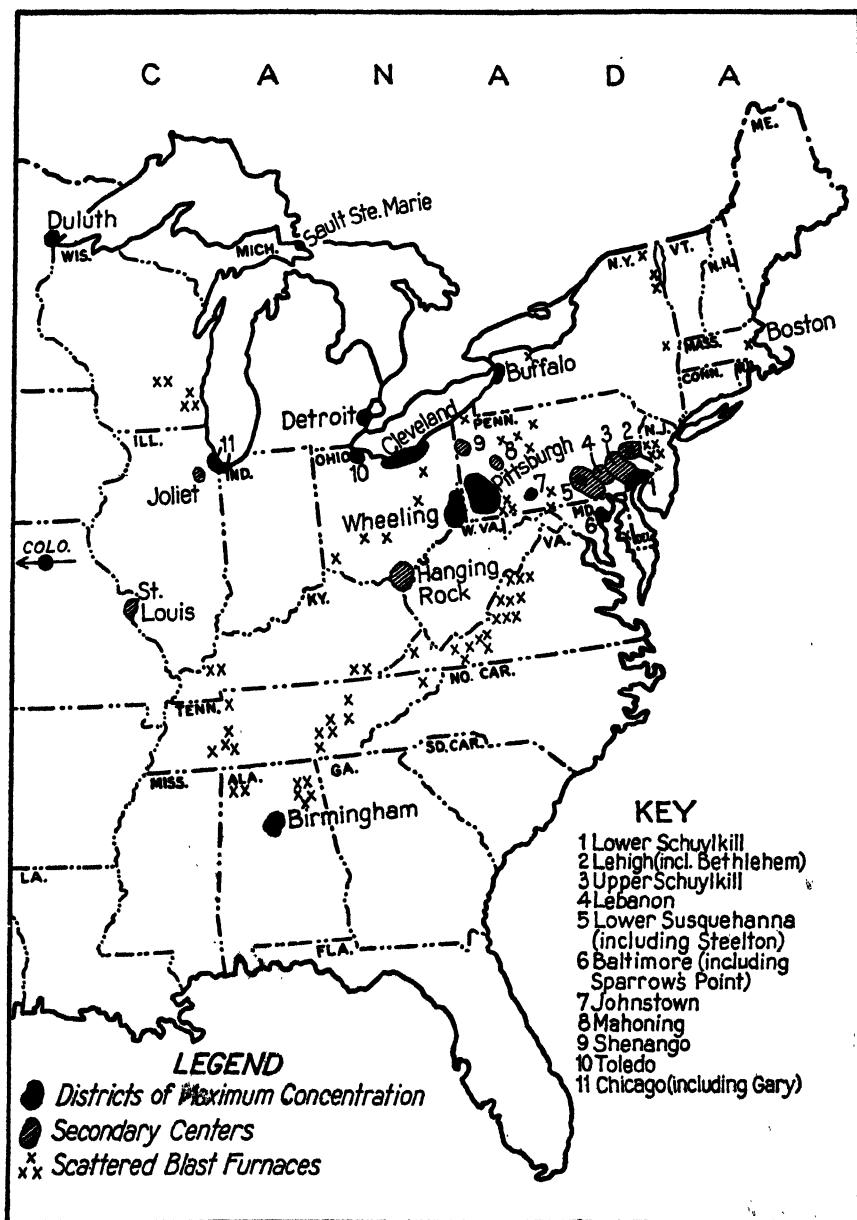 C A N A D A
ME.
Duluth
Sault Ste. Marie
WIS.
MICH.
N.Y.
VT.
N.H.
Boston
MASS.
CONN.
Buffalo
Detroit
Cleveland
PENN.
N.J.
ILL.
11
IND.
OHIO
10
9
8
Pittsburgh
7
5
4
3
2
1
Joliet
Wheeling
W. VA.
MD.
6
VA.
COLO.
Hanging
Rock
KY.
St.
Louis
TENN.
NO. CAR.
SO. CAR.
MISS.
ALA.
GA.
Birmingham
LA.
FLA.
KEY
1 Lower Schuylkill
2 Lehigh (incl. Bethlehem)
3 Upper Schuylkill
4 Lebanon
5 Lower Susquehanna
(including Steelton)
6 Baltimore (including
Sparrow's Point)
7 Johnstown
8 Mahoning
9 Shenango
10 Toledo
11 Chicago (including Gary)
LEGEND
Districts of Maximum Concentration
Secondary Centers
Scattered Blast Furnaces